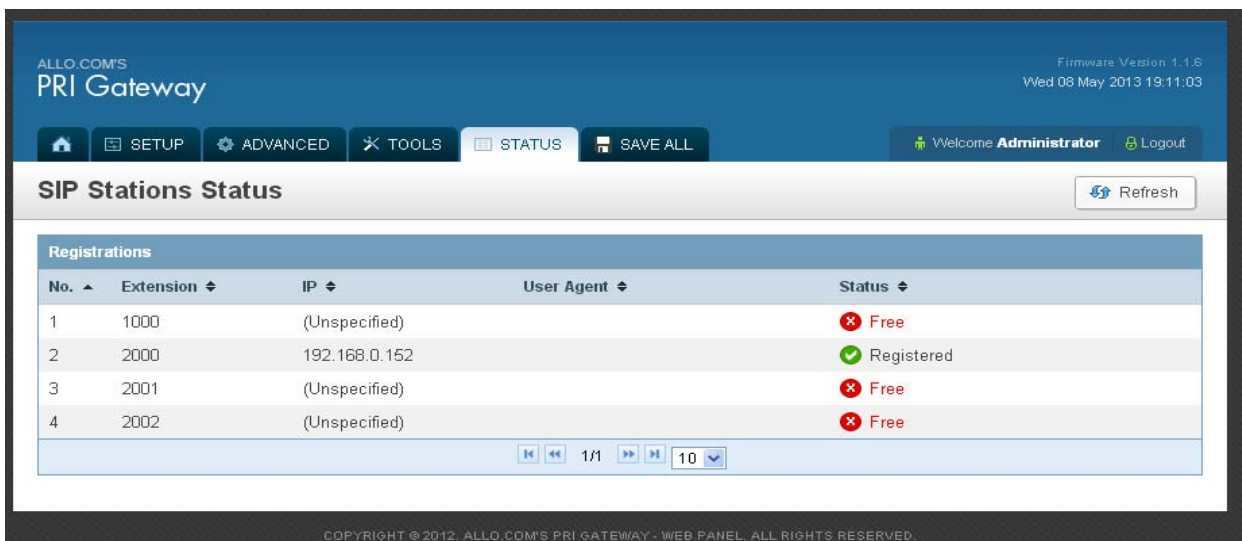 ALLO.COM'S
PRI Gateway
Firmware Version 1.1.6
Wed 08 May 2013 19:11:03
SETUP ADVANCED TOOLS STATUS SAVE ALL Welcome Administrator Logout
SIP Stations Status Refresh
Registrations
No. Extension IP User Agent Status
1 1000 (Unspecified) Free
2 2000 192.168.0.152 Registered
3 2001 (Unspecified) Free
4 2002 (Unspecified) Free
1/1 10
COPYRIGHT © 2012. ALLO.COM'S PRI GATEWAY - WEB PANEL. ALL RIGHTS RESERVED.